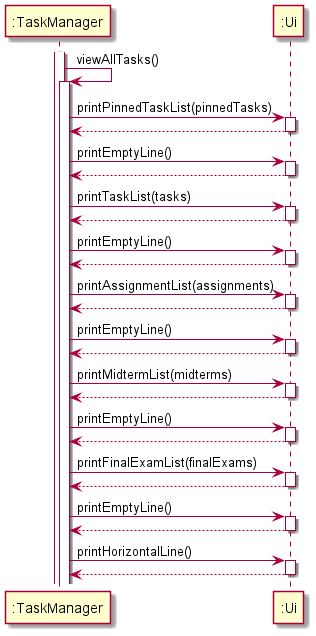 :TaskManager
:Ui
viewAllTasks()
printPinnedTaskList(pinnedTasks)
printEmptyLine()
printTaskList(tasks)
printEmptyLine()
printAssignmentList(assignments)
printEmptyLine()
printMidtermList(midterms)
printEmptyLine()
printFinalExamList(finalExams)
printEmptyLine()
printHorizontalLine()
:TaskManager
:Ui